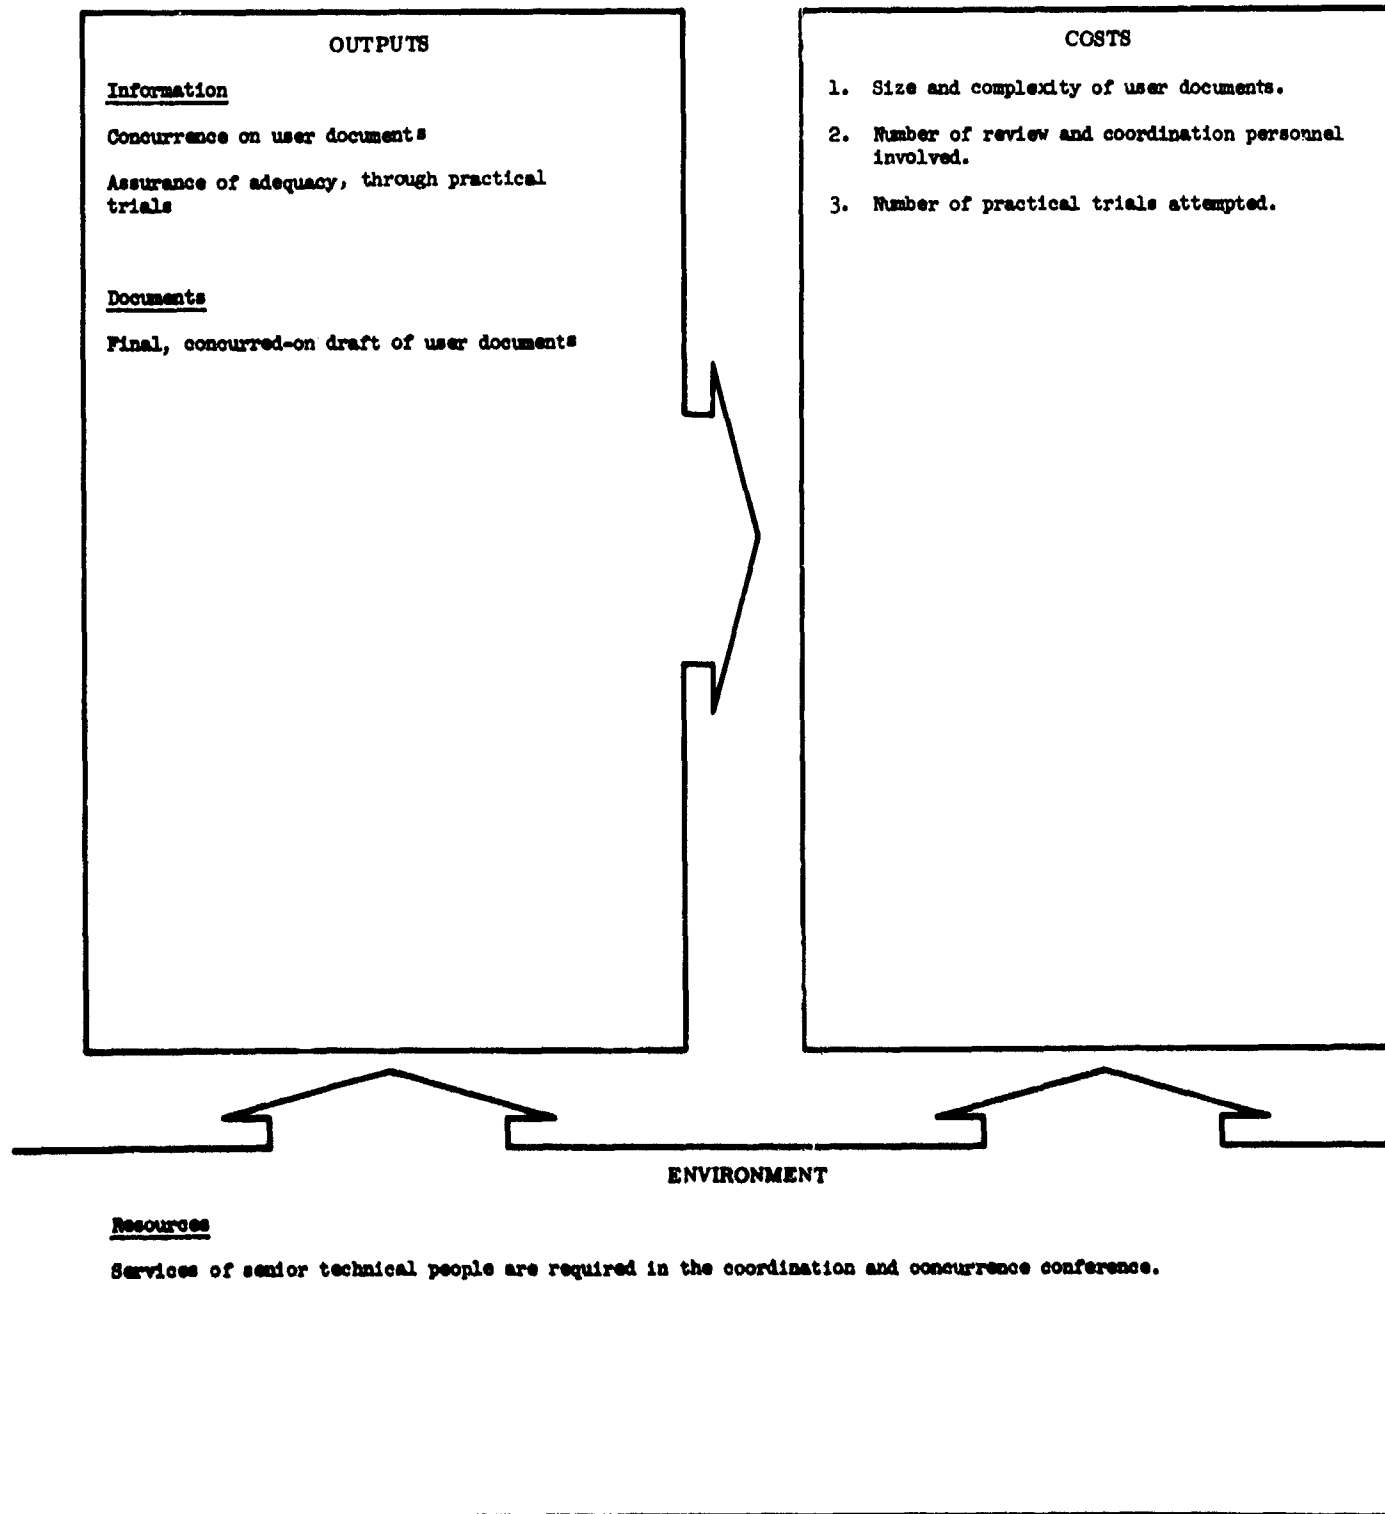 OUTPUTS
Information
Concurrence on user documents
Assurance of adequacy, through practical
trials
Documents
Final, concurred-on draft of user documents
COSTS
1. Size and complexity of user documents.
2. Number of review and coordination personnel
involved.
3. Number of practical trials attempted.
ENVIRONMENT
Resources
Services of senior technical people are required in the coordination and concurrence conference.